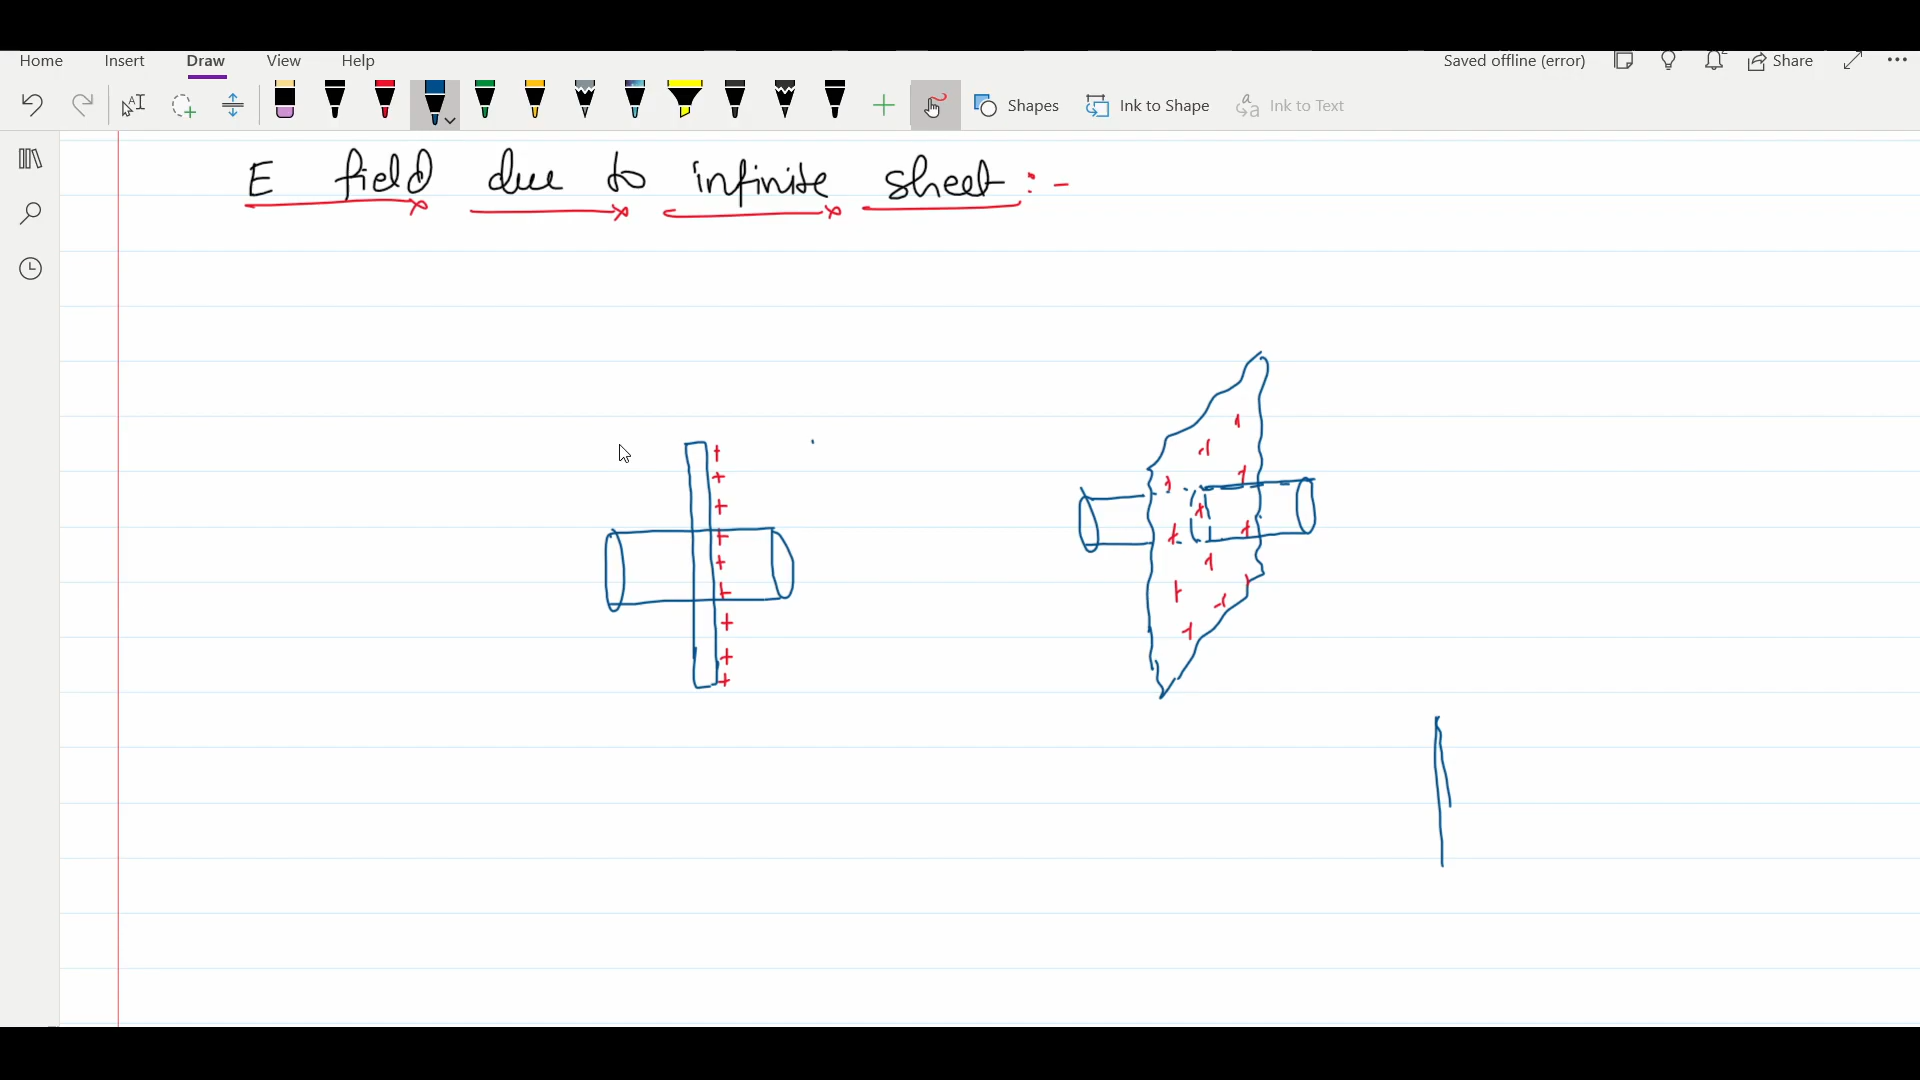 Home Insert Draw View Help Saved offline (error) Share
Shapes Ink to Shape Ink to Text
E field due to infinite sheet :-